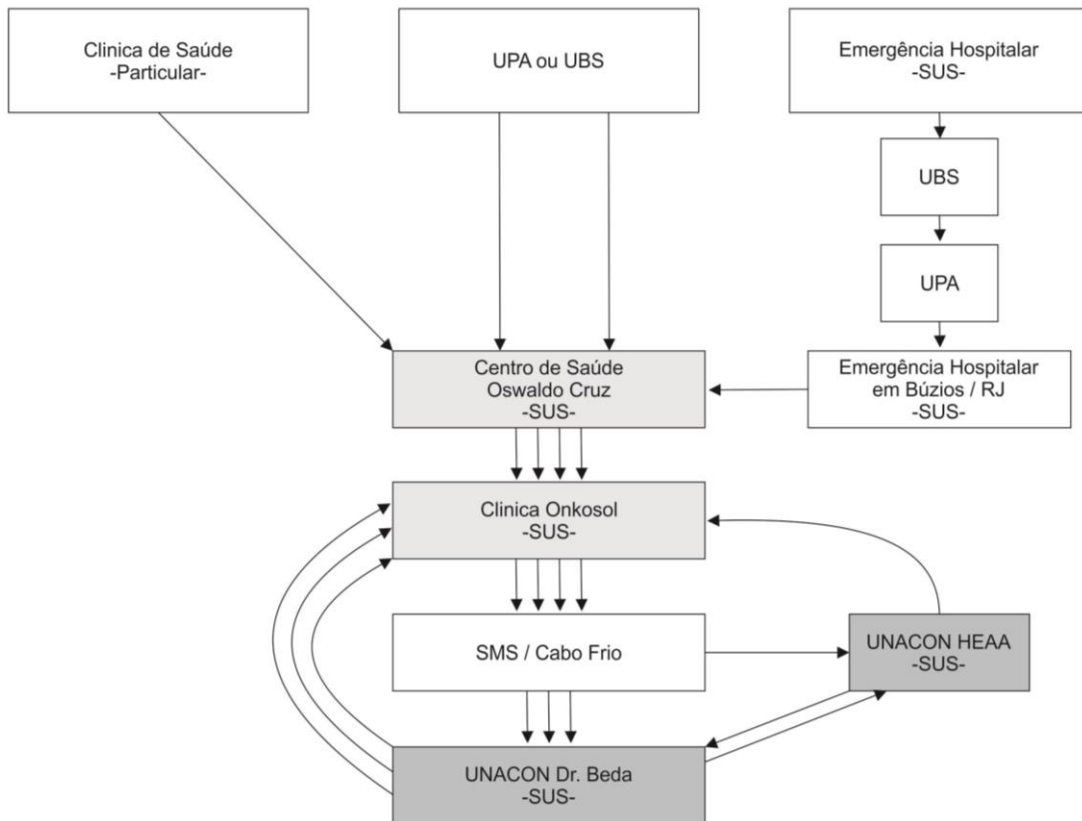 Clinica de Saúde
-Particular-
UPA ou UBS
Emergência Hospitalar
-SUS-
UBS
UPA
Centro de Saúde
Oswaldo Cruz
-SUS-
Emergência Hospitalar
em Búzios / RJ
-SUS-
Clinica Onkosol
-SUS-
SMS / Cabo Frio
UNACON HEAA
-SUS-
UNACON Dr. Beda
-SUS-